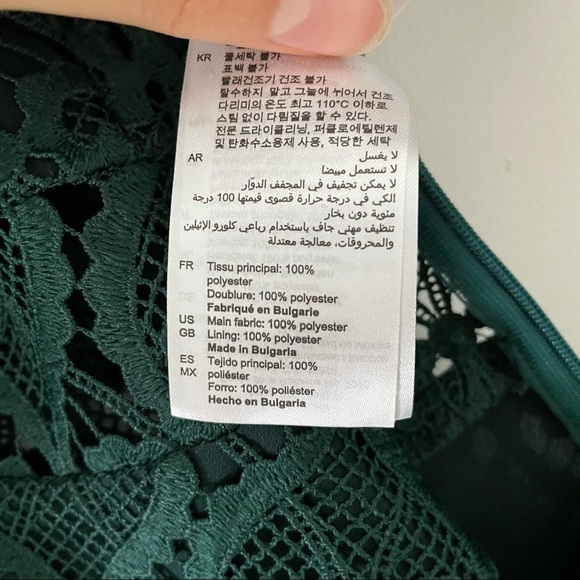 KR 물세탁 불가
표백 불가
빨래건조기 건조 불가
탈수하지 말고 그늘에 뉘어서 건조
다리미의 온도 최고 110°C 이하로
스팀 없이 다림질을 할 수 있다.
전문 드라이클리닝, 퍼클로에틸렌제
및 탄화수소용제 사용, 적당한 세탁
AR لا يغسل
لا تستعمل مبيضا
لا يمكن تجفيف في المجفف الدوّار
الكي في درجة حرارة قصوى قيمتها 100 درجة
مئوية دون بخار
تنظيف مهني جاف باستخدام رباعي كلورو الإثيلين
والمحروقات، معالجة معتدلة
FR Tissu principal: 100%
polyester
Doublure: 100% polyester
Fabriqué en Bulgarie
US Main fabric: 100% polyester
GB Lining: 100% polyester
Made in Bulgaria
ES Tejido principal: 100%
MX poliéster
Forro: 100% poliéster
Hecho en Bulgaria